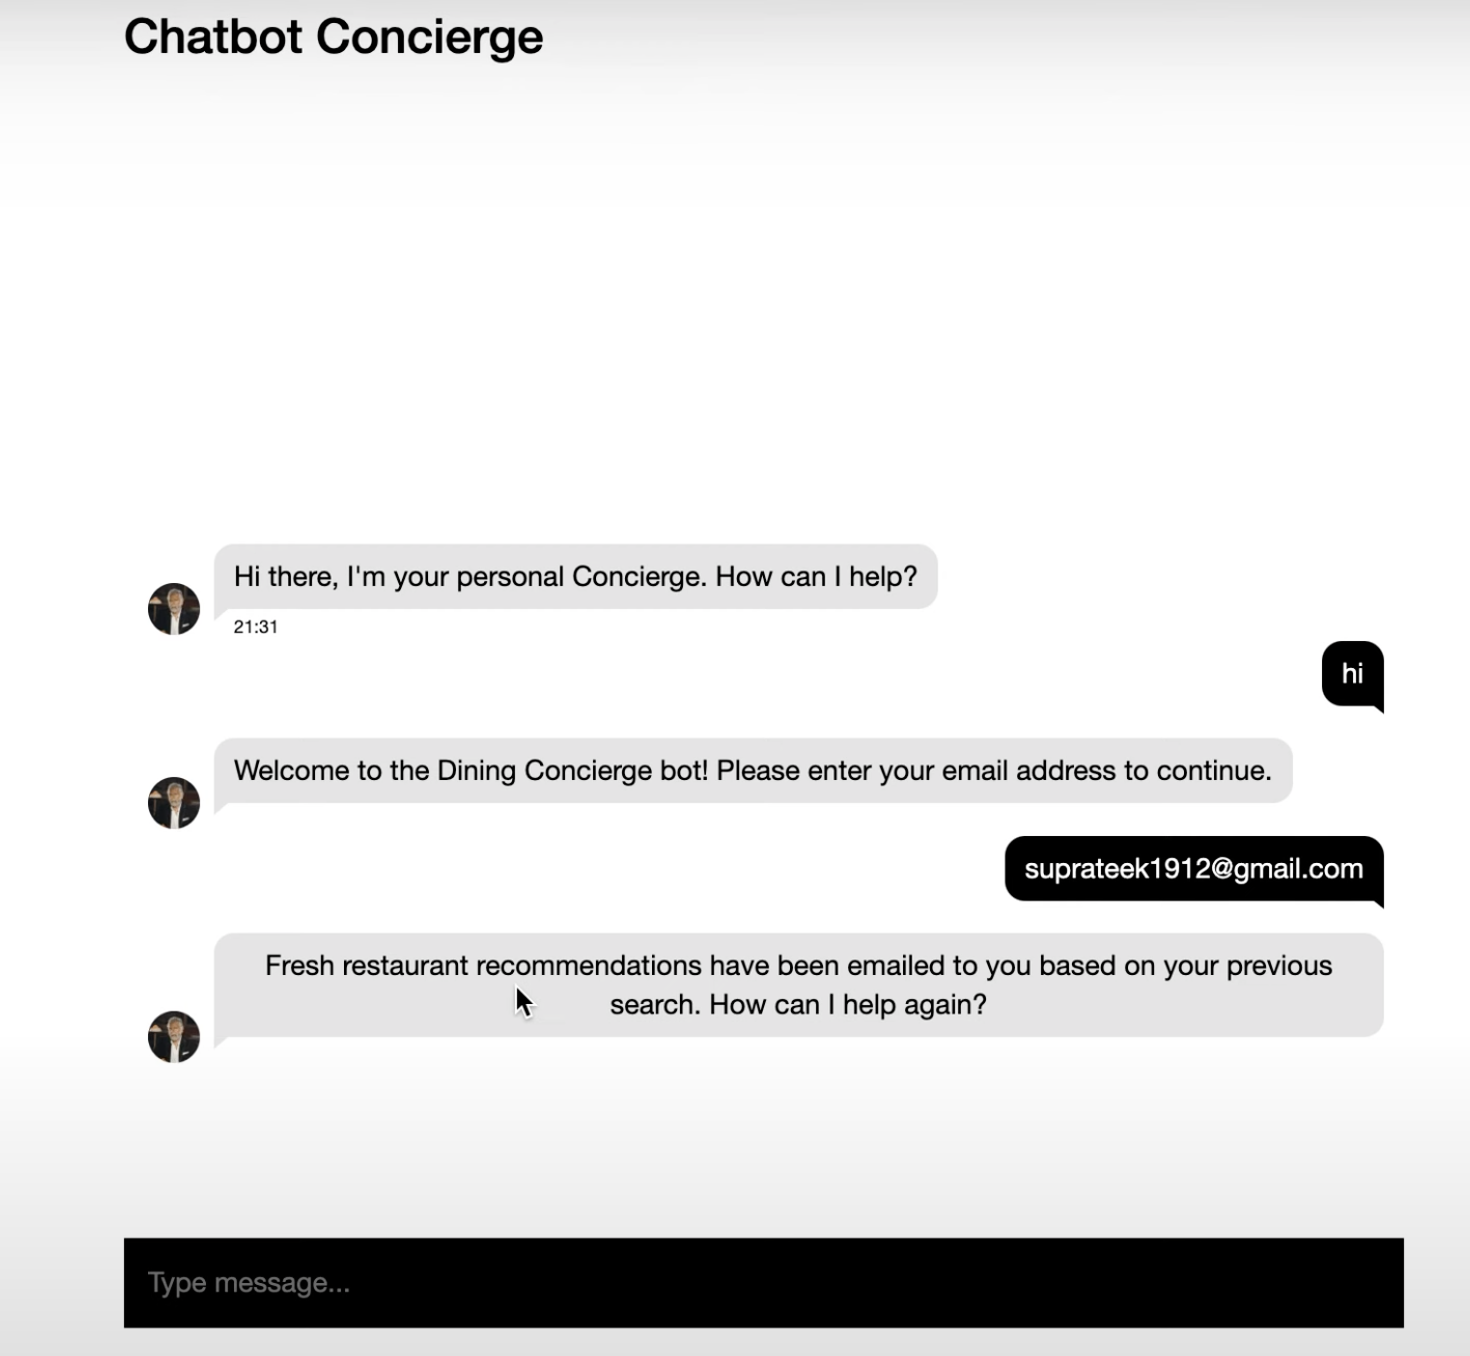 Chatbot Concierge
Hi there, I'm your personal Concierge. How can I help?
21:31
hi
Welcome to the Dining Concierge bot! Please enter your email address to continue.
suprateek1912@gmail.com
Fresh restaurant recommendations have been emailed to you based on your previous
search. How can I help again?
Type message...